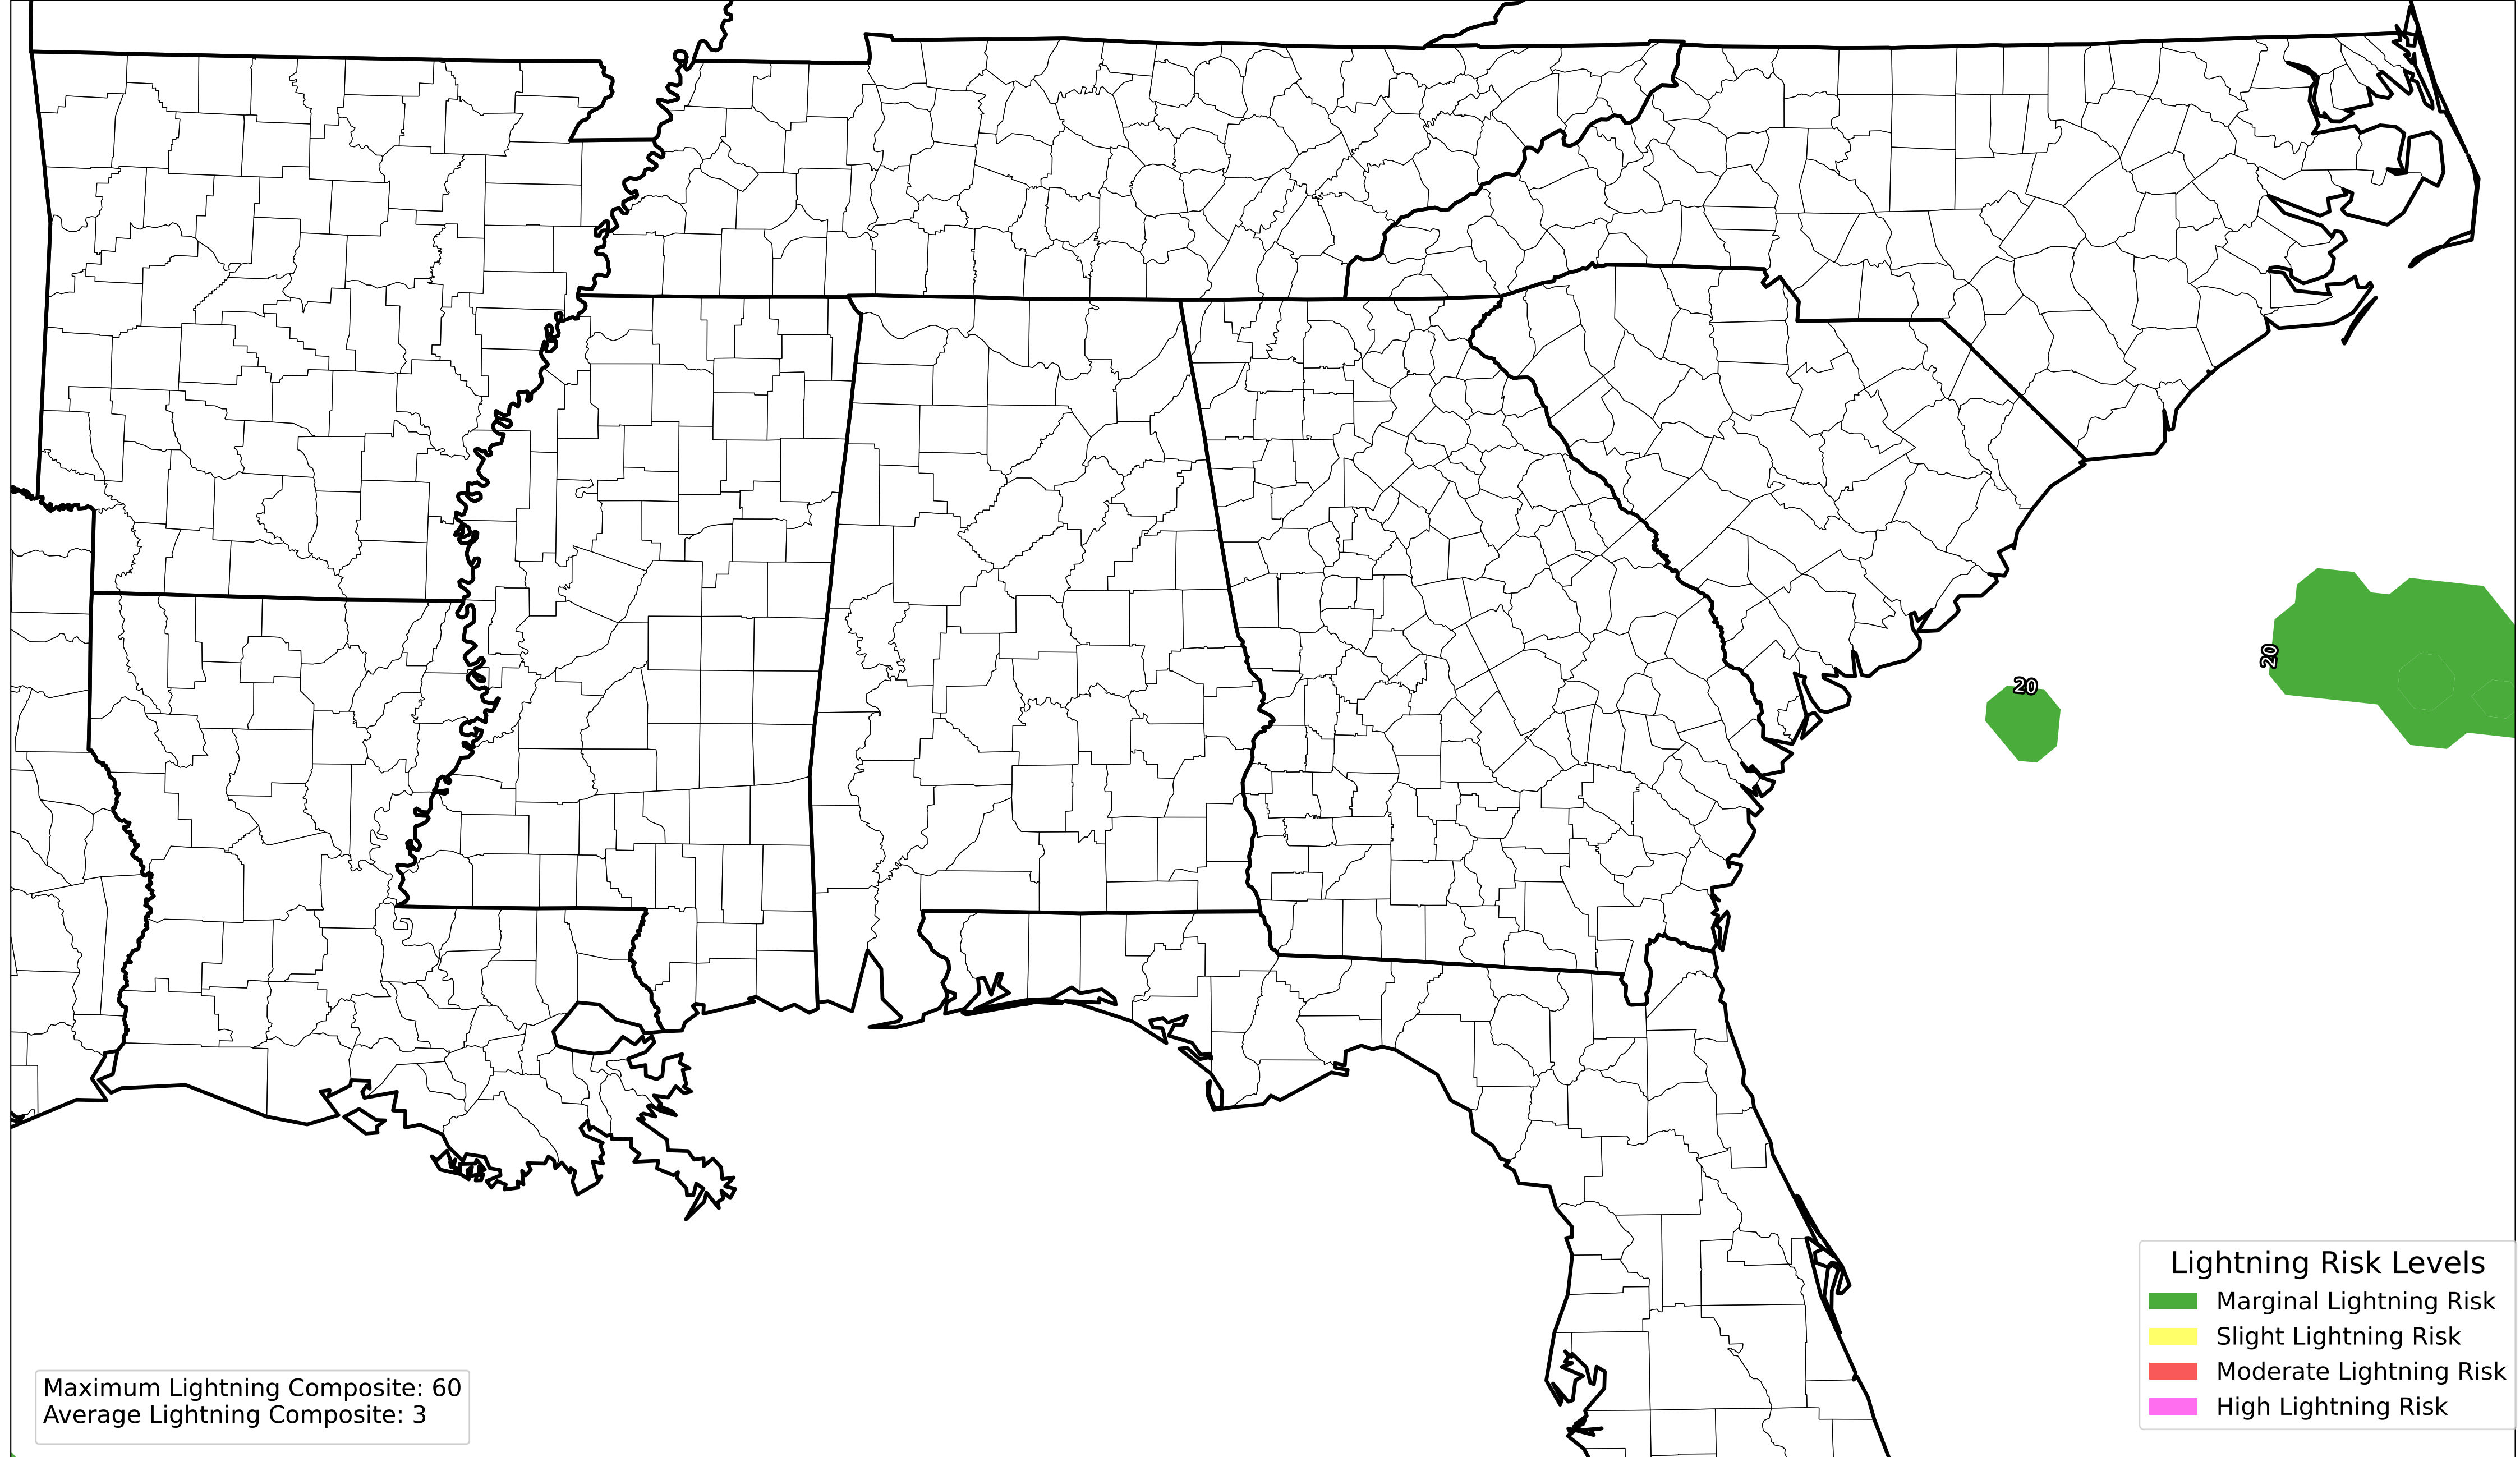 20
20
Lightning Risk Levels
Marginal Lightning Risk
Slight Lightning Risk
Moderate Lightning Risk
High Lightning Risk
Maximum Lightning Composite: 60
Average Lightning Composite: 3